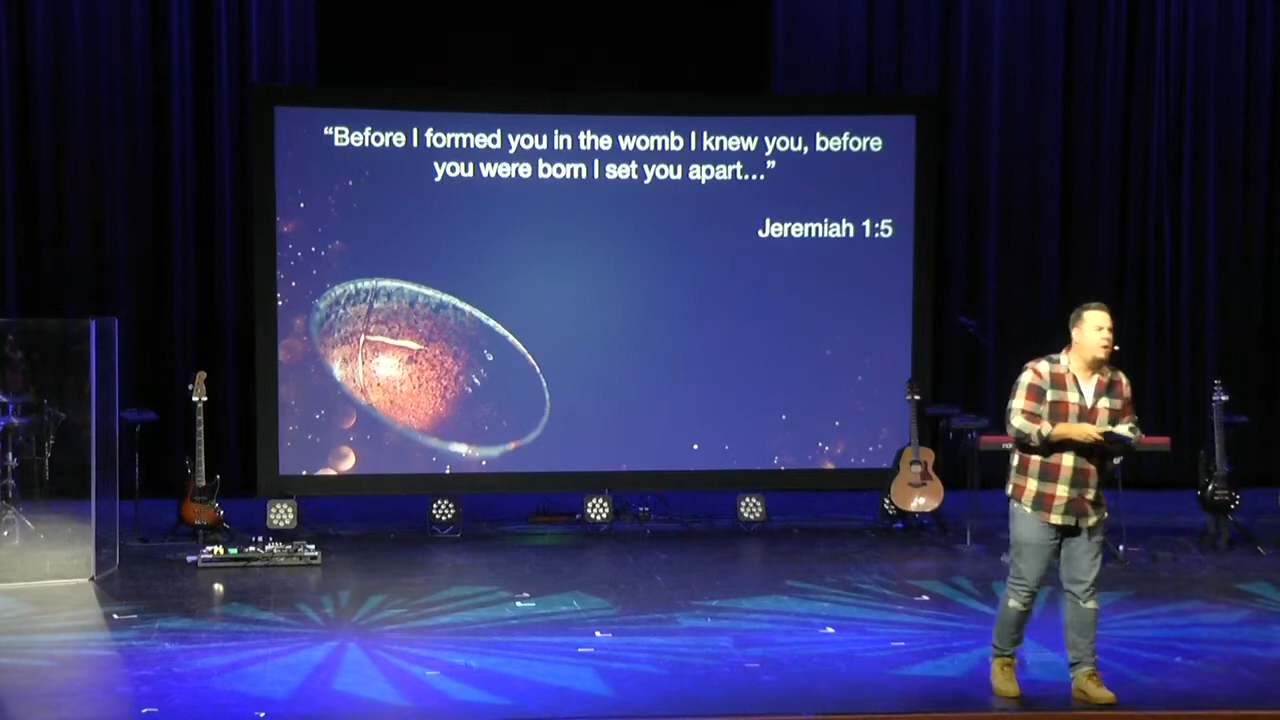 “Before I formed you in the womb I knew you, before
you were born I set you apart...”
Jeremiah 1:5